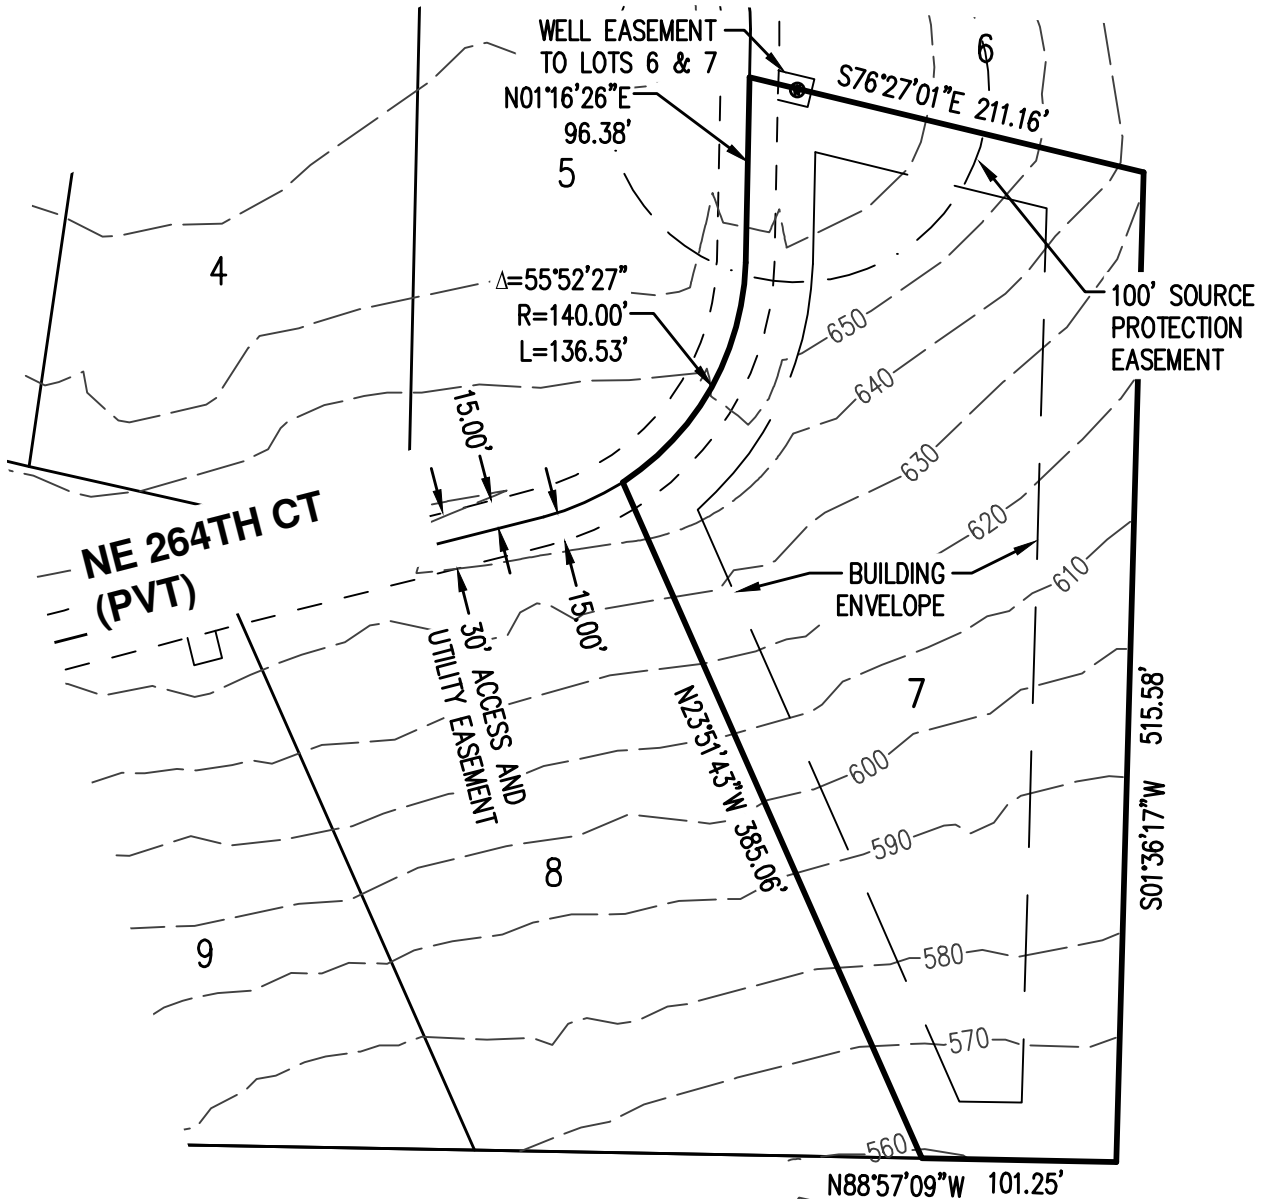 WELL EASEMENT
TO LOTS 6 & 7
N01°16'26"E
96.38'
5
6
S76°27'01"E 211.16'
4
Δ=55°52'27"
R=140.00'
L=136.53'
100' SOURCE
PROTECTION
EASEMENT
650
640
630
620
610
15.00'
NE 264TH CT
(PVT)
BUILDING
ENVELOPE
15.00'
30' ACCESS AND
UTILITY EASEMENT
N23°51'43"W 385.06'
7
S01°36'17"W 515.58'
600
590
8
9
580
570
560
N88°57'09"W 101.25'